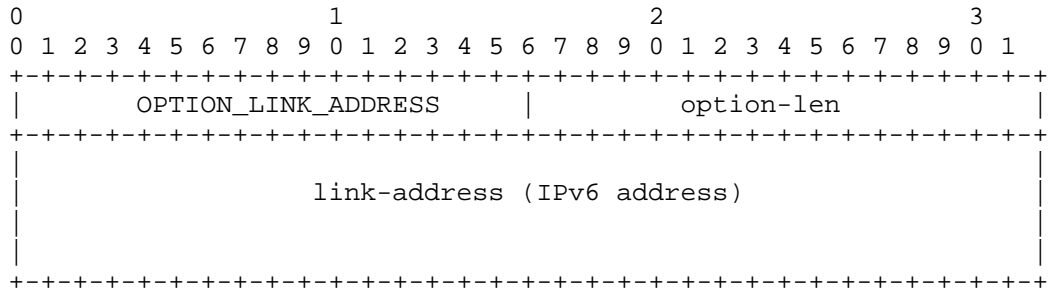 0                   1                   2                   3
0 1 2 3 4 5 6 7 8 9 0 1 2 3 4 5 6 7 8 9 0 1 2 3 4 5 6 7 8 9 0 1
+-+-+-+-+-+-+-+-+-+-+-+-+-+-+-+-+-+-+-+-+-+-+-+-+-+-+-+-+-+-+-+-+
|       OPTION_LINK_ADDRESS     |         option-len            |
+-+-+-+-+-+-+-+-+-+-+-+-+-+-+-+-+-+-+-+-+-+-+-+-+-+-+-+-+-+-+-+-+
|                                                               |
|                  link-address (IPv6 address)                  |
|                                                               |
|                                                               |
+-+-+-+-+-+-+-+-+-+-+-+-+-+-+-+-+-+-+-+-+-+-+-+-+-+-+-+-+-+-+-+-+